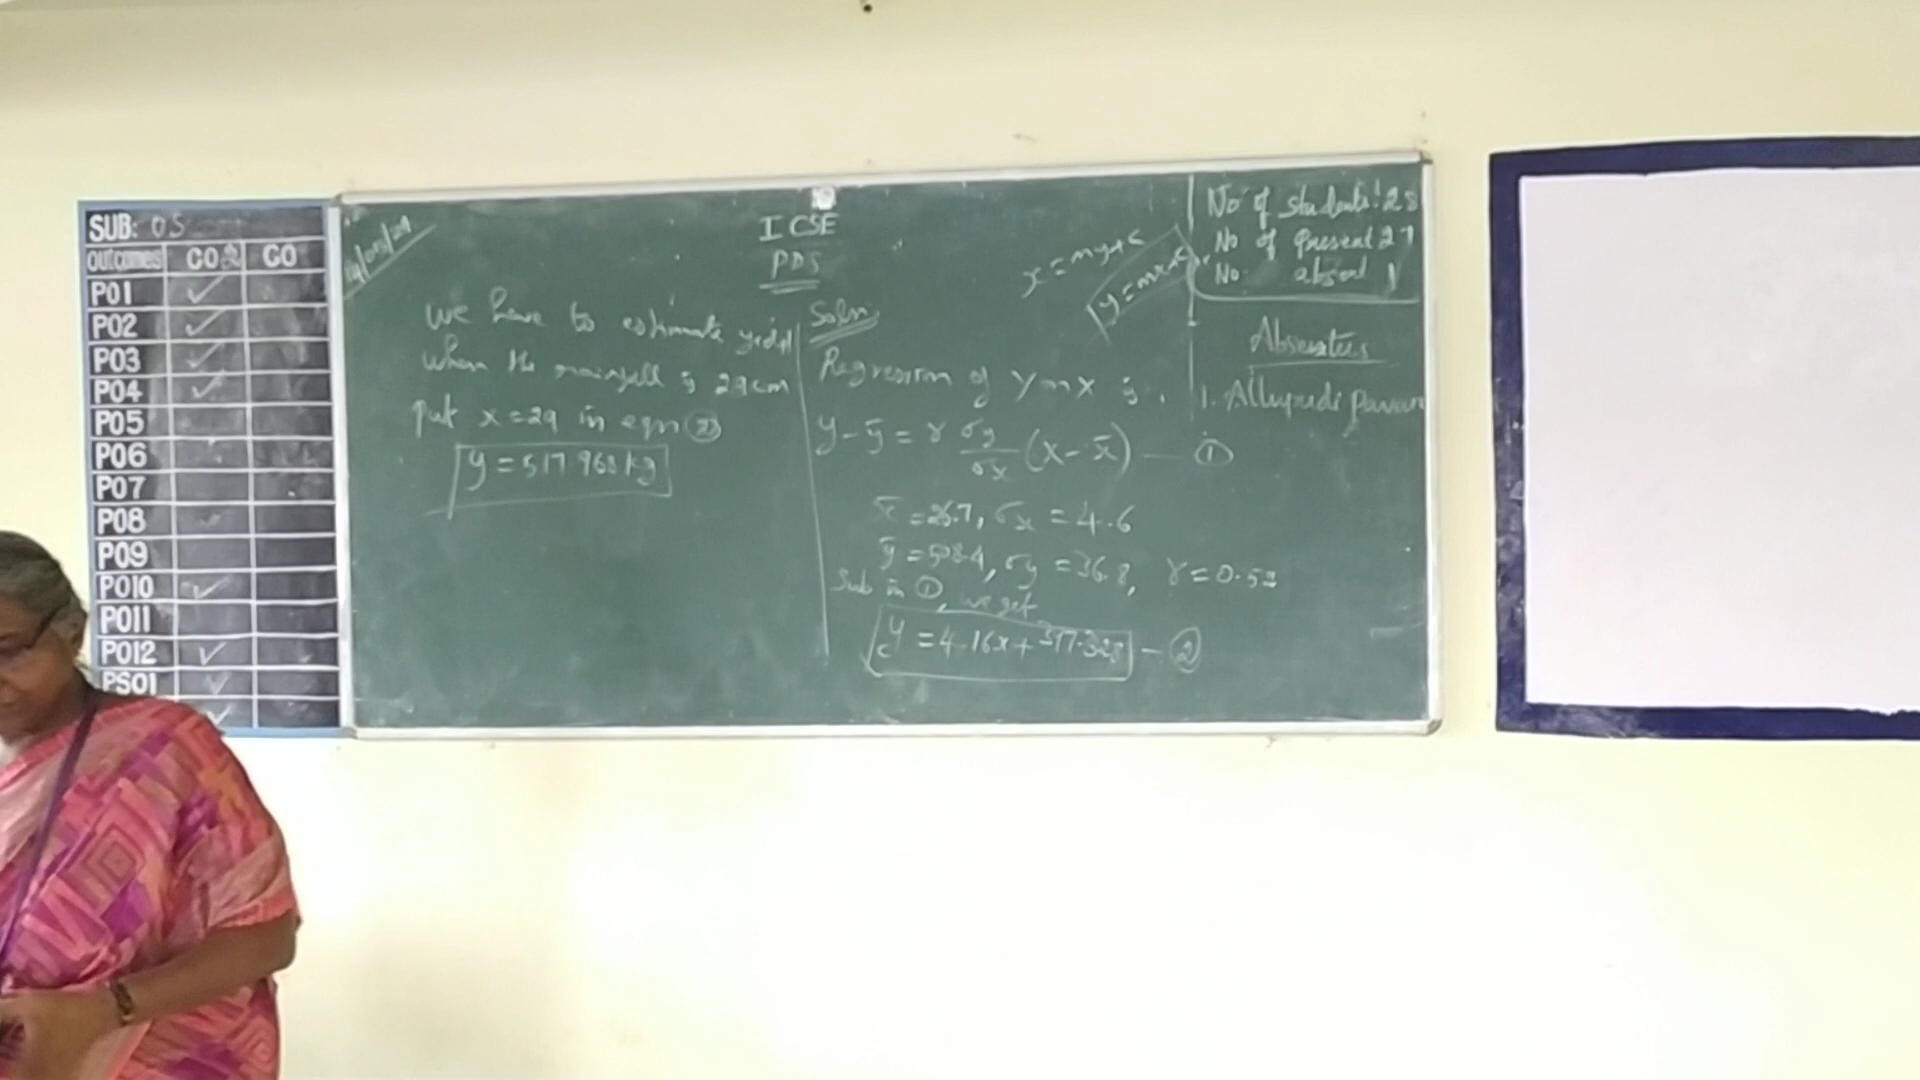 SUB: OS
outcomes CO2 CO
PO1
PO2
PO3
PO4
PO5
PO6
PO7
PO8
PO9
PO10
PO11
PO12
PSO1
I CSE
PDS
We have to estimate yield
when the rainfall is 29cm
put x=29 in eqn ②
y = 517.968 kg
Soln:
x = my+c
y = mx+c
Regression of Y on X is
y - ȳ = r σy/σx (x - x̄) — ①
x̄ = 26.7, σx = 4.6
ȳ = 508.4, σy = 36.8, r = 0.52
Sub in ①, we get
y = 4.16x + 397.328 — ②
No of students: 28
No of present 27
No. absent 1
Absentees
1. Allupudi Pavan